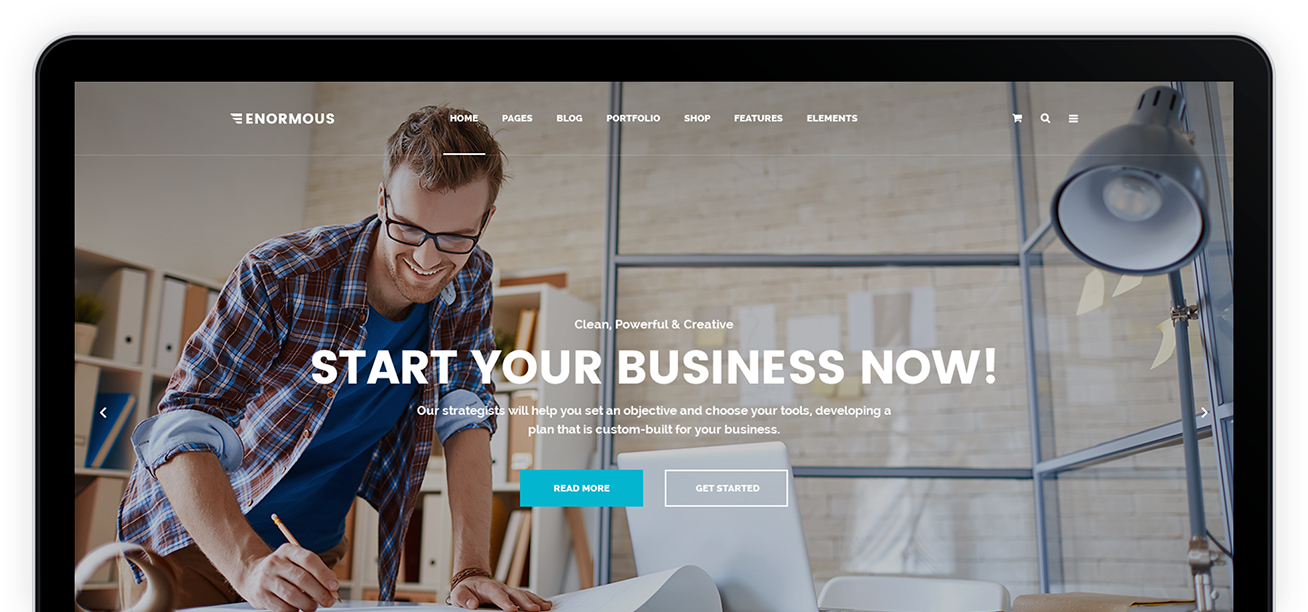 ENORMOUS
HOME PAGES BLOG PORTFOLIO SHOP FEATURES ELEMENTS
Clean, Powerful & Creative
START YOUR BUSINESS NOW!
Our strategists will help you set an objective and choose your tools, developing a
plan that is custom-built for your business.
READ MORE GET STARTED